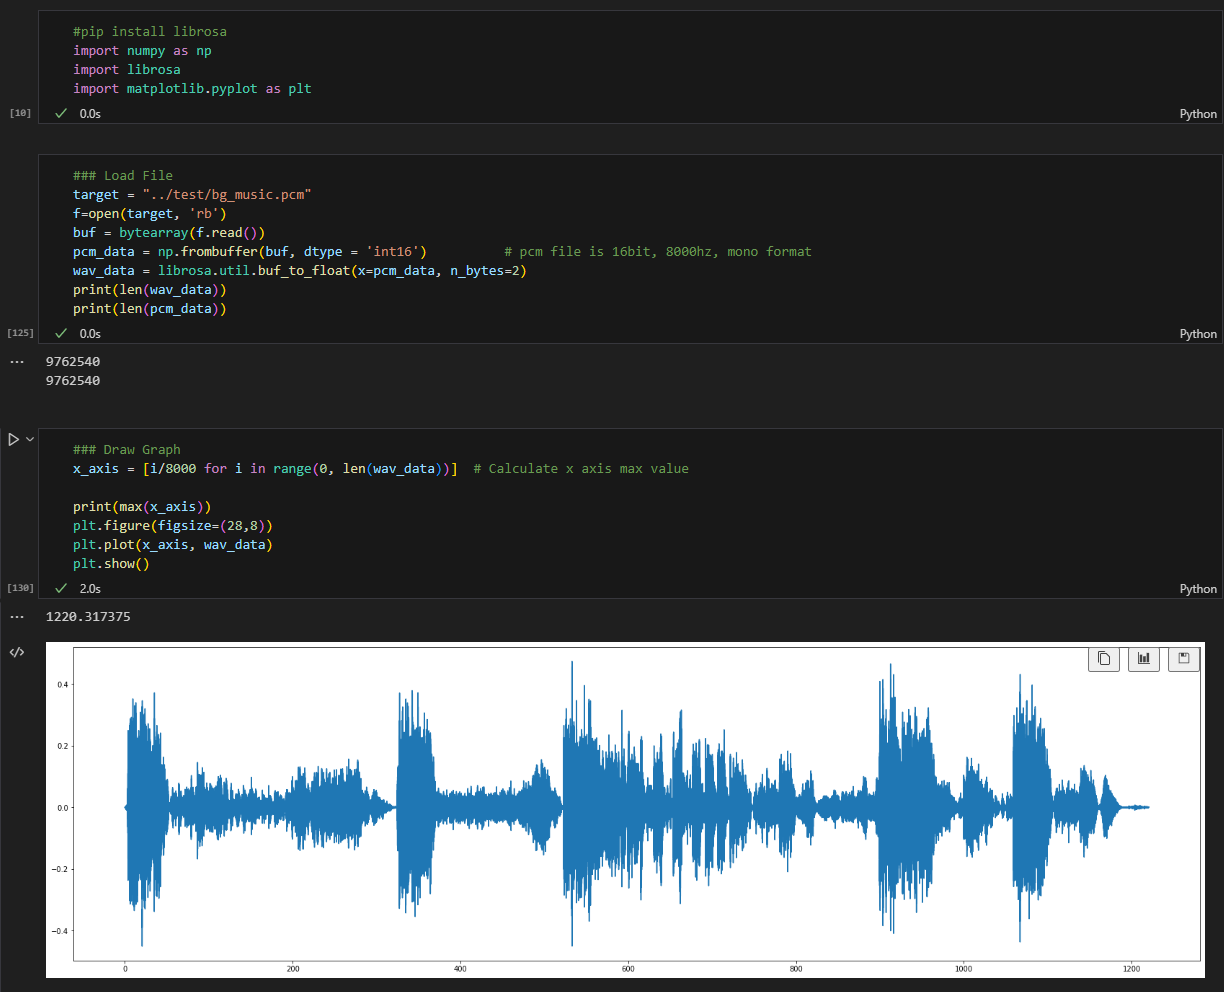 #pip install librosa
import numpy as np
import librosa
import matplotlib.pyplot as plt
[10]
0.0s
Python
### Load File
target = "../test/bg_music.pcm"
f=open(target, 'rb')
buf = bytearray(f.read())
pcm_data = np.frombuffer(buf, dtype = 'int16')          # pcm file is 16bit, 8000hz, mono format
wav_data = librosa.util.buf_to_float(x=pcm_data, n_bytes=2)
print(len(wav_data))
print(len(pcm_data))
[125]
0.0s
Python
...
9762540
9762540
### Draw Graph
x_axis = [i/8000 for i in range(0, len(wav_data))]  # Calculate x axis max value
print(max(x_axis))
plt.figure(figsize=(28,8))
plt.plot(x_axis, wav_data)
plt.show()
[130]
2.0s
Python
...
1220.317375
0.4
0.2
0.0
−0.2
−0.4
0 200 400 600 800 1000 1200